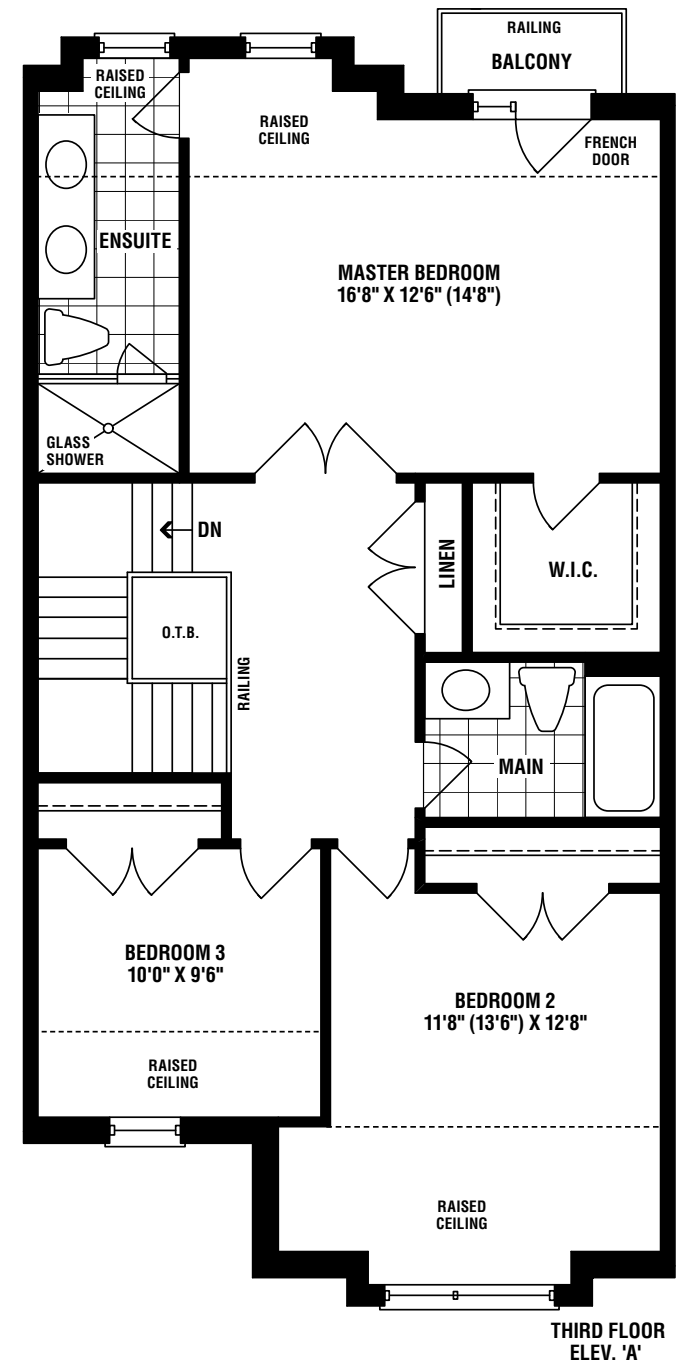 RAILING
BALCONY
RAISED
CEILING
RAISED
CEILING
FRENCH
DOOR
ENSUITE
MASTER BEDROOM
16'8" X 12'6" (14'8")
GLASS
SHOWER
DN
LINEN
W.I.C.
O.T.B.
RAILING
MAIN
BEDROOM 3
10'0" X 9'6"
BEDROOM 2
11'8" (13'6") X 12'8"
RAISED
CEILING
RAISED
CEILING
THIRD FLOOR
ELEV. 'A'